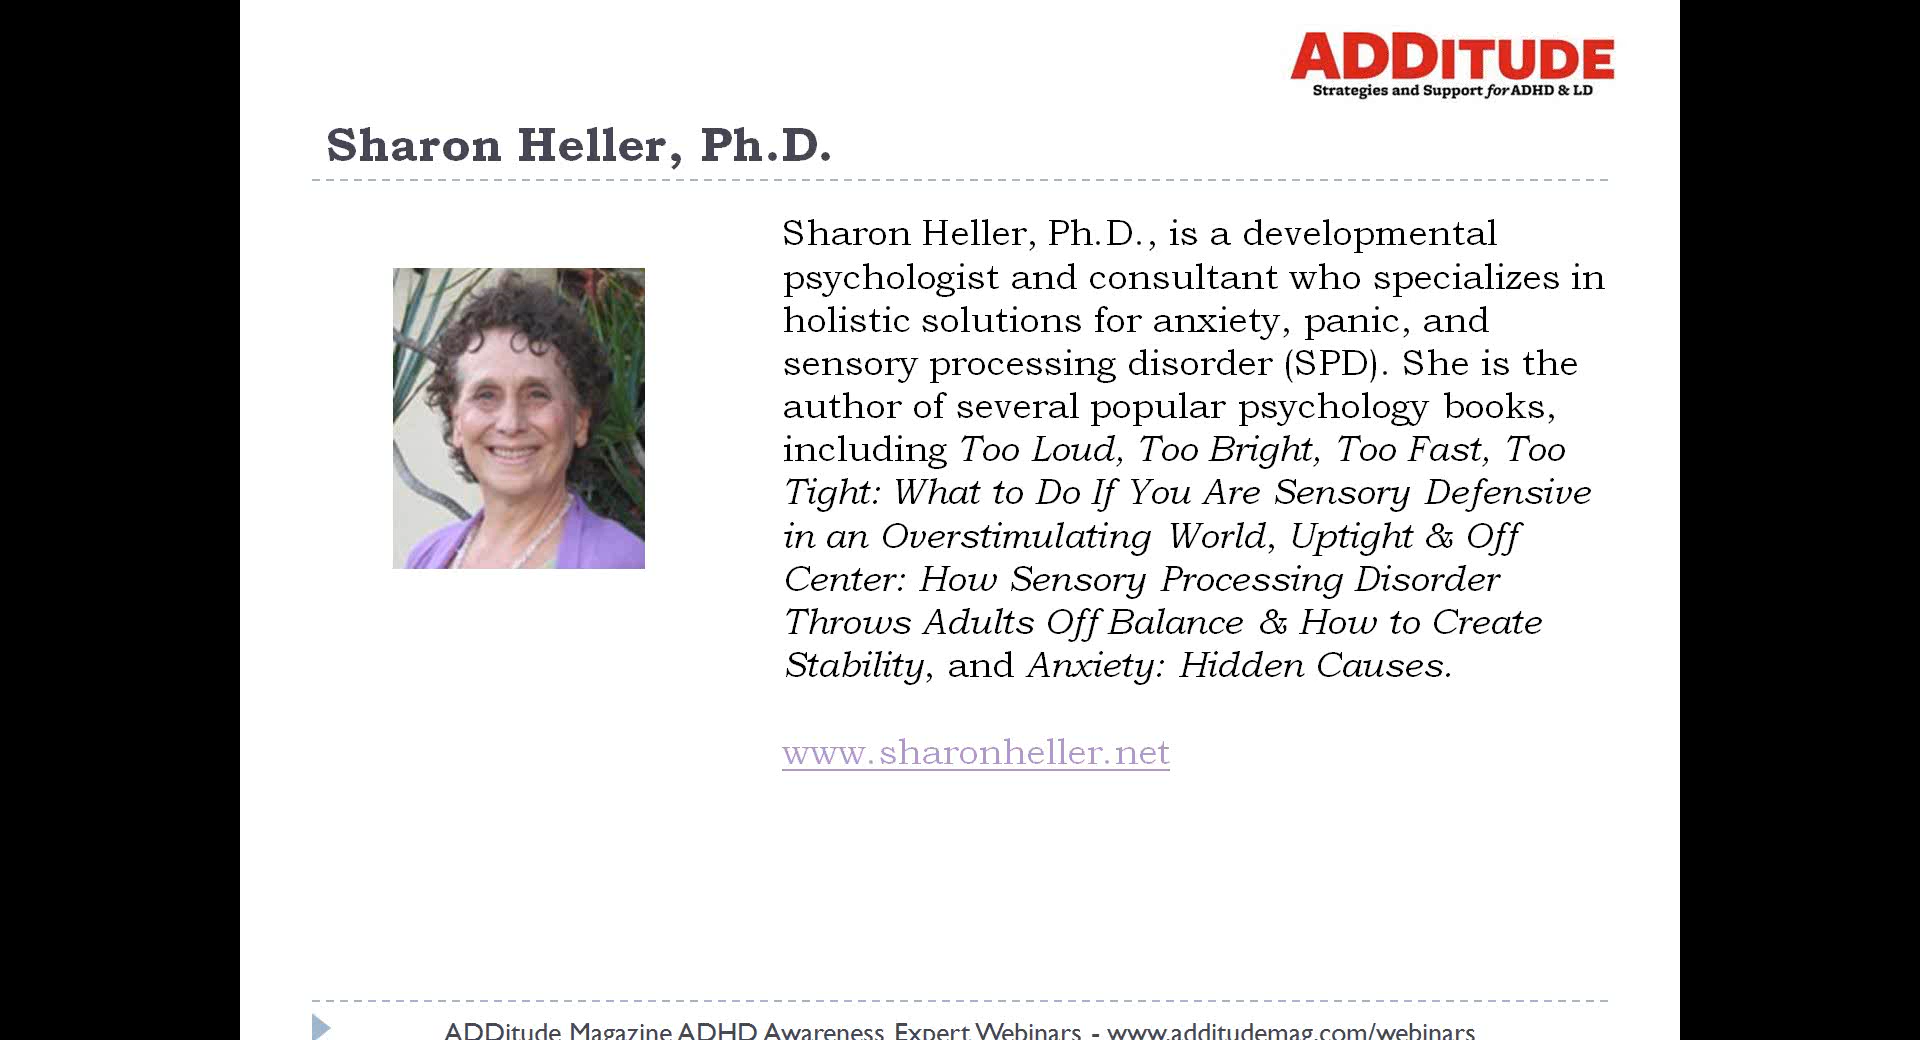 ADDITUDE
Strategies and Support for ADHD & LD
Sharon Heller, Ph.D.
Sharon Heller, Ph.D., is a developmental
psychologist and consultant who specializes in
holistic solutions for anxiety, panic, and
sensory processing disorder (SPD). She is the
author of several popular psychology books,
including Too Loud, Too Bright, Too Fast, Too
Tight: What to Do If You Are Sensory Defensive
in an Overstimulating World, Uptight & Off
Center: How Sensory Processing Disorder
Throws Adults Off Balance & How to Create
Stability, and Anxiety: Hidden Causes.
www.sharonheller.net
ADDitude Magazine ADHD Awareness Expert Webinars - www.additudemag.com/webinars